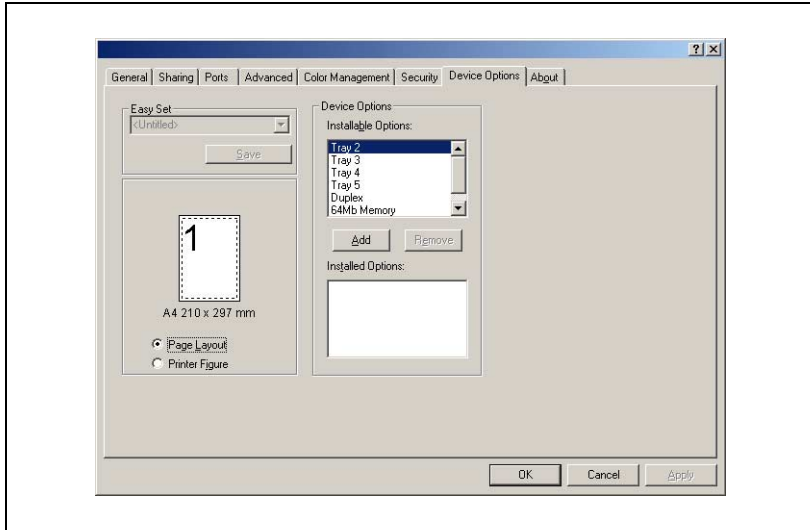 General Sharing Ports Advanced Color Management Security Device Options About
Easy Set
<Untitled>
Save
1
A4 210 x 297 mm
Page Layout
Printer Figure
Device Options
Installable Options:
Tray 2
Tray 3
Tray 4
Tray 5
Duplex
64Mb Memory
Add Remove
Installed Options:
OK Cancel Apply